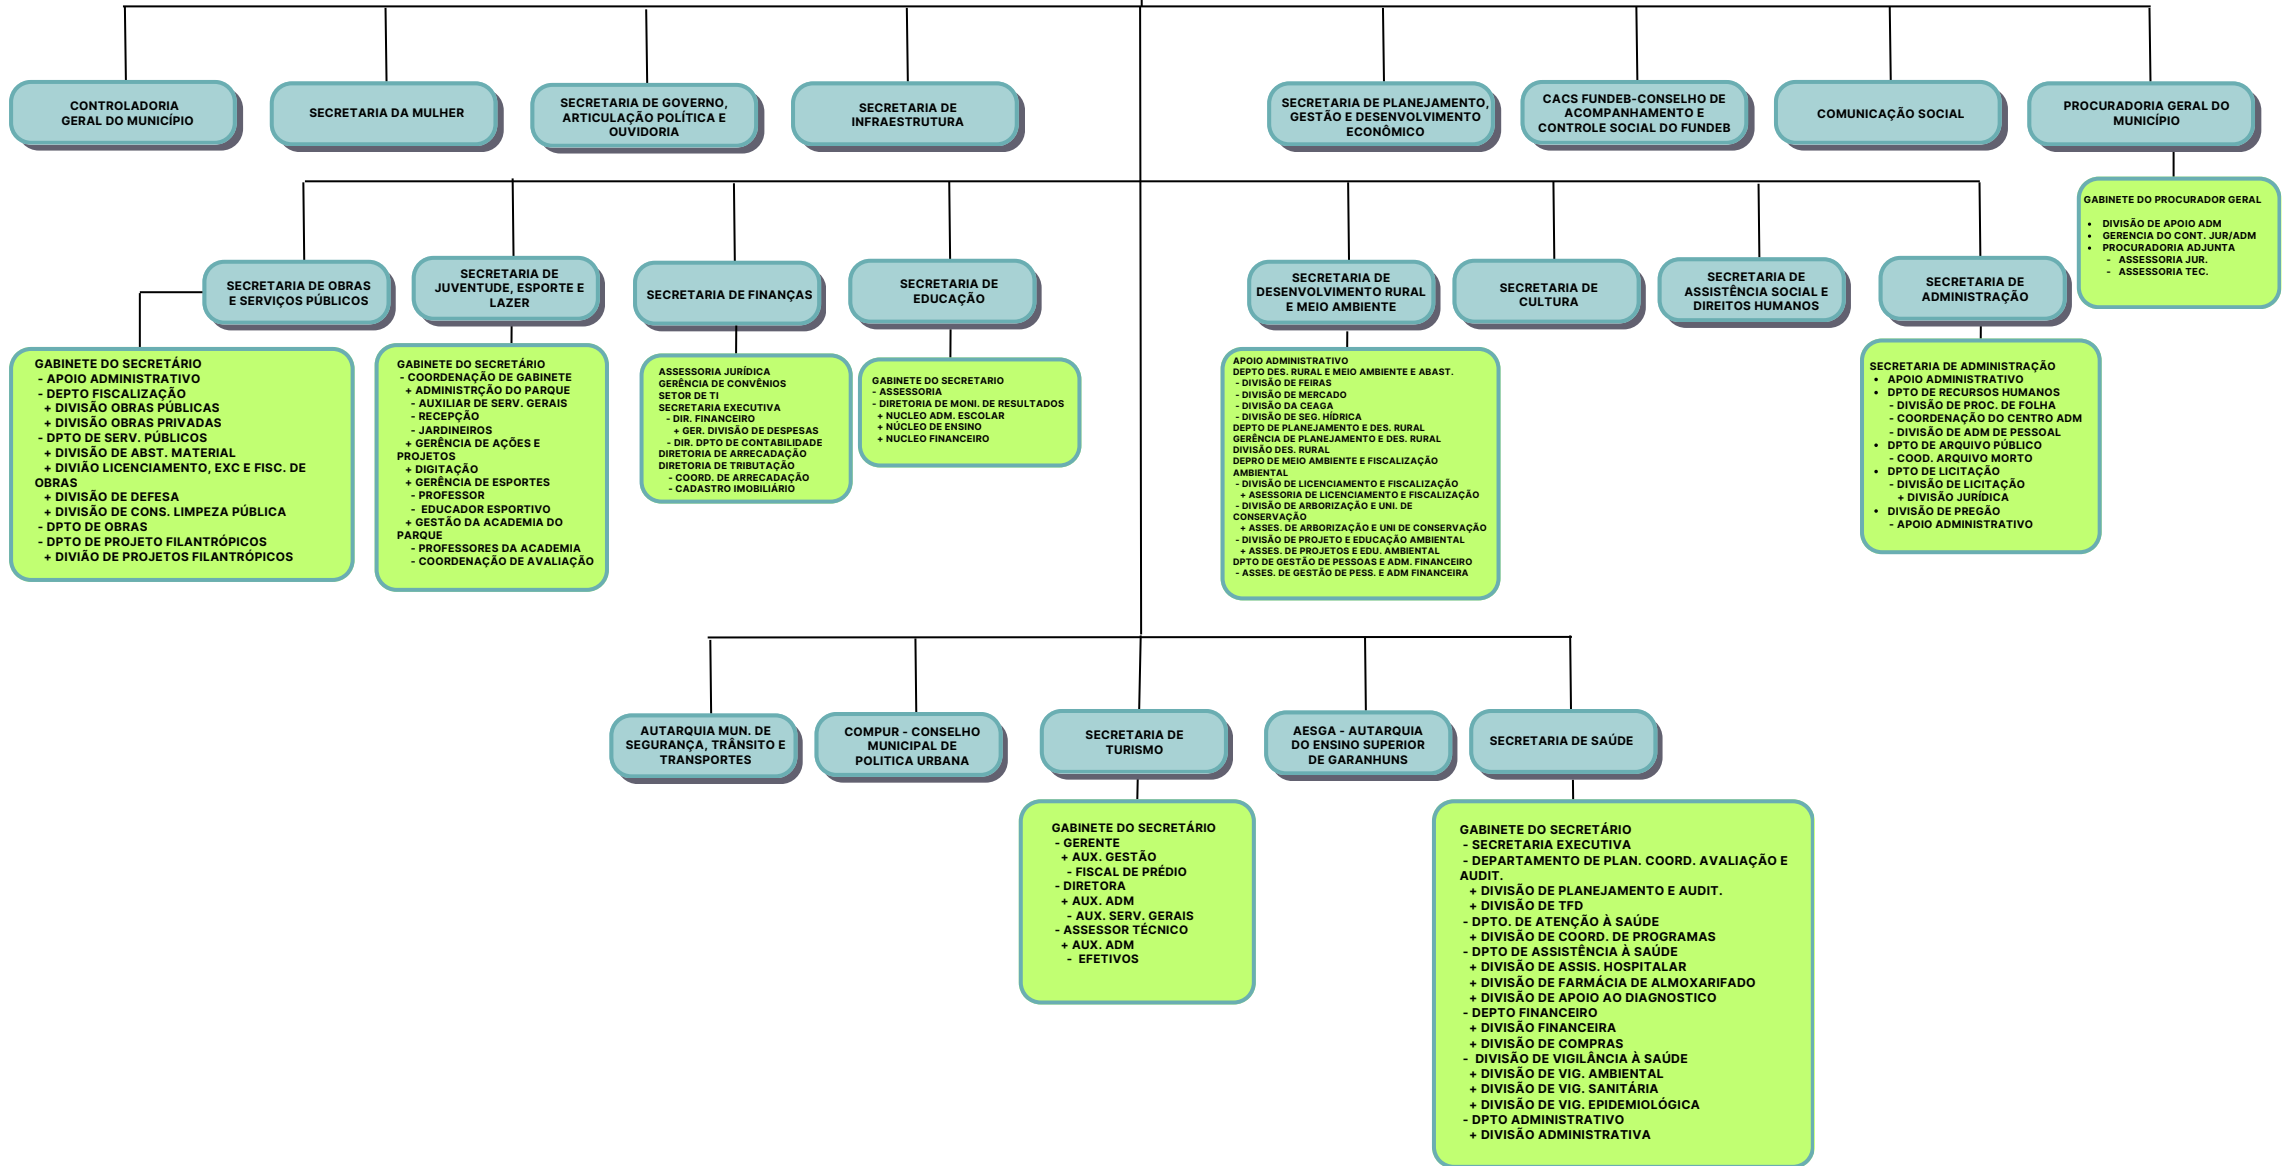 CONTROLADORIA
GERAL DO MUNICÍPIO
SECRETARIA DA MULHER
SECRETARIA DE GOVERNO,
ARTICULAÇÃO POLÍTICA E
OUVIDORIA
SECRETARIA DE
INFRAESTRUTURA
SECRETARIA DE PLANEJAMENTO,
GESTÃO E DESENVOLVIMENTO
ECONÔMICO
CACS FUNDEB-CONSELHO DE
ACOMPANHAMENTO E
CONTROLE SOCIAL DO FUNDEB
COMUNICAÇÃO SOCIAL
PROCURADORIA GERAL DO
MUNICÍPIO
GABINETE DO PROCURADOR GERAL
• DIVISÃO DE APOIO ADM
• GERENCIA DO CONT. JUR/ADM
• PROCURADORIA ADJUNTA
- ASSESSORIA JUR.
- ASSESSORIA TEC.
SECRETARIA DE OBRAS
E SERVIÇOS PÚBLICOS
SECRETARIA DE
JUVENTUDE, ESPORTE E
LAZER
SECRETARIA DE FINANÇAS
SECRETARIA DE
EDUCAÇÃO
SECRETARIA DE
DESENVOLVIMENTO RURAL
E MEIO AMBIENTE
SECRETARIA DE
CULTURA
SECRETARIA DE
ASSISTÊNCIA SOCIAL E
DIREITOS HUMANOS
SECRETARIA DE
ADMINISTRAÇÃO
GABINETE DO SECRETÁRIO
- APOIO ADMINISTRATIVO
- DEPTO FISCALIZAÇÃO
+ DIVISÃO OBRAS PÚBLICAS
+ DIVISÃO OBRAS PRIVADAS
- DPTO DE SERV. PÚBLICOS
+ DIVISÃO DE ABST. MATERIAL
+ DIVIÃO LICENCIAMENTO, EXC E FISC. DE
OBRAS
+ DIVISÃO DE DEFESA
+ DIVISÃO DE CONS. LIMPEZA PÚBLICA
- DPTO DE OBRAS
- DPTO DE PROJETO FILANTRÓPICOS
+ DIVIÃO DE PROJETOS FILANTRÓPICOS
GABINETE DO SECRETÁRIO
- COORDENAÇÃO DE GABINETE
+ ADMINISTRÇÃO DO PARQUE
- AUXILIAR DE SERV. GERAIS
- RECEPÇÃO
- JARDINEIROS
+ GERÊNCIA DE AÇÕES E
PROJETOS
+ DIGITAÇÃO
+ GERÊNCIA DE ESPORTES
- PROFESSOR
- EDUCADOR ESPORTIVO
+ GESTÃO DA ACADEMIA DO
PARQUE
- PROFESSORES DA ACADEMIA
- COORDENAÇÃO DE AVALIAÇÃO
ASSESSORIA JURÍDICA
GERÊNCIA DE CONVÊNIOS
SETOR DE TI
SECRETARIA EXECUTIVA
- DIR. FINANCEIRO
+ GER. DIVISÃO DE DESPESAS
- DIR. DPTO DE CONTABILIDADE
DIRETORIA DE ARRECADAÇÃO
DIRETORIA DE TRIBUTAÇÃO
- COORD. DE ARRECADAÇÃO
- CADASTRO IMOBILIÁRIO
GABINETE DO SECRETARIO
- ASSESSORIA
- DIRETORIA DE MONI. DE RESULTADOS
+ NUCLEO ADM. ESCOLAR
+ NÚCLEO DE ENSINO
+ NUCLEO FINANCEIRO
APOIO ADMINISTRATIVO
DEPTO DES. RURAL E MEIO AMBIENTE E ABAST.
- DIVISÃO DE FEIRAS
- DIVISÃO DE MERCADO
- DIVISÃO DA CEAGA
- DIVISÃO DE SEG. HÍDRICA
DEPTO DE PLANEJAMENTO E DES. RURAL
GERÊNCIA DE PLANEJAMENTO E DES. RURAL
DIVISÃO DES. RURAL
DEPRO DE MEIO AMBIENTE E FISCALIZAÇÃO
AMBIENTAL
- DIVISÃO DE LICENCIAMENTO E FISCALIZAÇÃO
+ ASESSORIA DE LICENCIAMENTO E FISCALIZAÇÃO
- DIVISÃO DE ARBORIZAÇÃO E UNI. DE
CONSERVAÇÃO
+ ASSES. DE ARBORIZAÇÃO E UNI DE CONSERVAÇÃO
- DIVISÃO DE PROJETO E EDUCAÇÃO AMBIENTAL
+ ASSES. DE PROJETOS E EDU. AMBIENTAL
DPTO DE GESTÃO DE PESSOAS E ADM. FINANCEIRO
- ASSES. DE GESTÃO DE PESS. E ADM FINANCEIRA
SECRETARIA DE ADMINISTRAÇÃO
• APOIO ADMINISTRATIVO
• DPTO DE RECURSOS HUMANOS
- DIVISÃO DE PROC. DE FOLHA
- COORDENAÇÃO DO CENTRO ADM
- DIVISÃO DE ADM DE PESSOAL
• DPTO DE ARQUIVO PÚBLICO
- COOD. ARQUIVO MORTO
• DPTO DE LICITAÇÃO
- DIVISÃO DE LICITAÇÃO
+ DIVISÃO JURÍDICA
• DIVISÃO DE PREGÃO
- APOIO ADMINISTRATIVO
AUTARQUIA MUN. DE
SEGURANÇA, TRÂNSITO E
TRANSPORTES
COMPUR - CONSELHO
MUNICIPAL DE
POLITICA URBANA
SECRETARIA DE
TURISMO
AESGA - AUTARQUIA
DO ENSINO SUPERIOR
DE GARANHUNS
SECRETARIA DE SAÚDE
GABINETE DO SECRETÁRIO
- GERENTE
+ AUX. GESTÃO
- FISCAL DE PRÉDIO
- DIRETORA
+ AUX. ADM
- AUX. SERV. GERAIS
- ASSESSOR TÉCNICO
+ AUX. ADM
- EFETIVOS
GABINETE DO SECRETÁRIO
- SECRETARIA EXECUTIVA
- DEPARTAMENTO DE PLAN. COORD. AVALIAÇÃO E
AUDIT.
+ DIVISÃO DE PLANEJAMENTO E AUDIT.
+ DIVISÃO DE TFD
- DPTO. DE ATENÇÃO À SAÚDE
+ DIVISÃO DE COORD. DE PROGRAMAS
- DPTO DE ASSISTÊNCIA À SAÚDE
+ DIVISÃO DE ASSIS. HOSPITALAR
+ DIVISÃO DE FARMÁCIA DE ALMOXARIFADO
+ DIVISÃO DE APOIO AO DIAGNOSTICO
- DEPTO FINANCEIRO
+ DIVISÃO FINANCEIRA
+ DIVISÃO DE COMPRAS
- DIVISÃO DE VIGILÂNCIA À SAÚDE
+ DIVISÃO DE VIG. AMBIENTAL
+ DIVISÃO DE VIG. SANITÁRIA
+ DIVISÃO DE VIG. EPIDEMIOLÓGICA
- DPTO ADMINISTRATIVO
+ DIVISÃO ADMINISTRATIVA